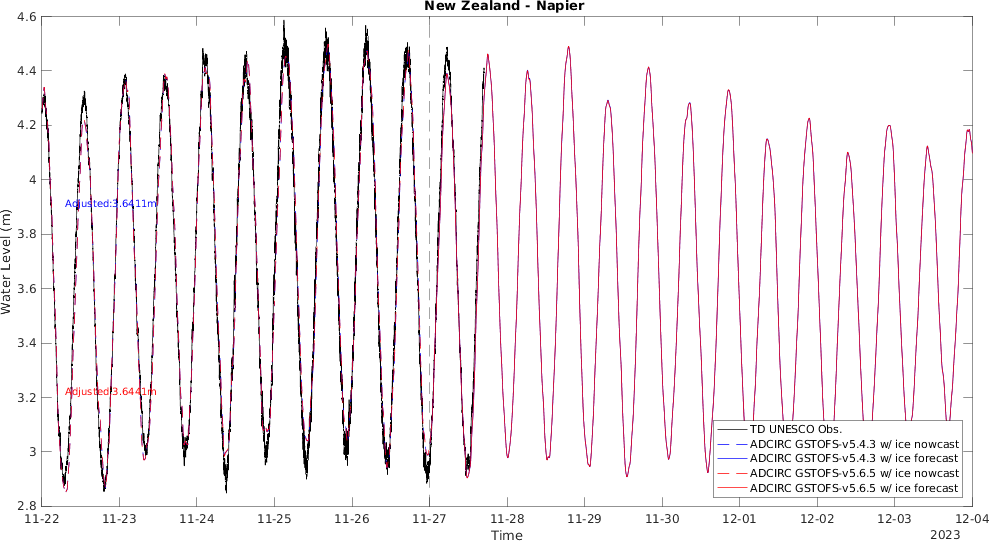 New Zealand - Napier
Water Level (m)
4.6
4.4
4.2
4
3.8
3.6
3.4
3.2
3
2.8
Adjusted:3.6411m
Adjusted:3.6441m
TD UNESCO Obs.
ADCIRC GSTOFS-v5.4.3 w/ ice nowcast
ADCIRC GSTOFS-v5.4.3 w/ ice forecast
ADCIRC GSTOFS-v5.6.5 w/ ice nowcast
ADCIRC GSTOFS-v5.6.5 w/ ice forecast
11-22 11-23 11-24 11-25 11-26 11-27 11-28 11-29 11-30 12-01 12-02 12-03 12-04
Time
2023